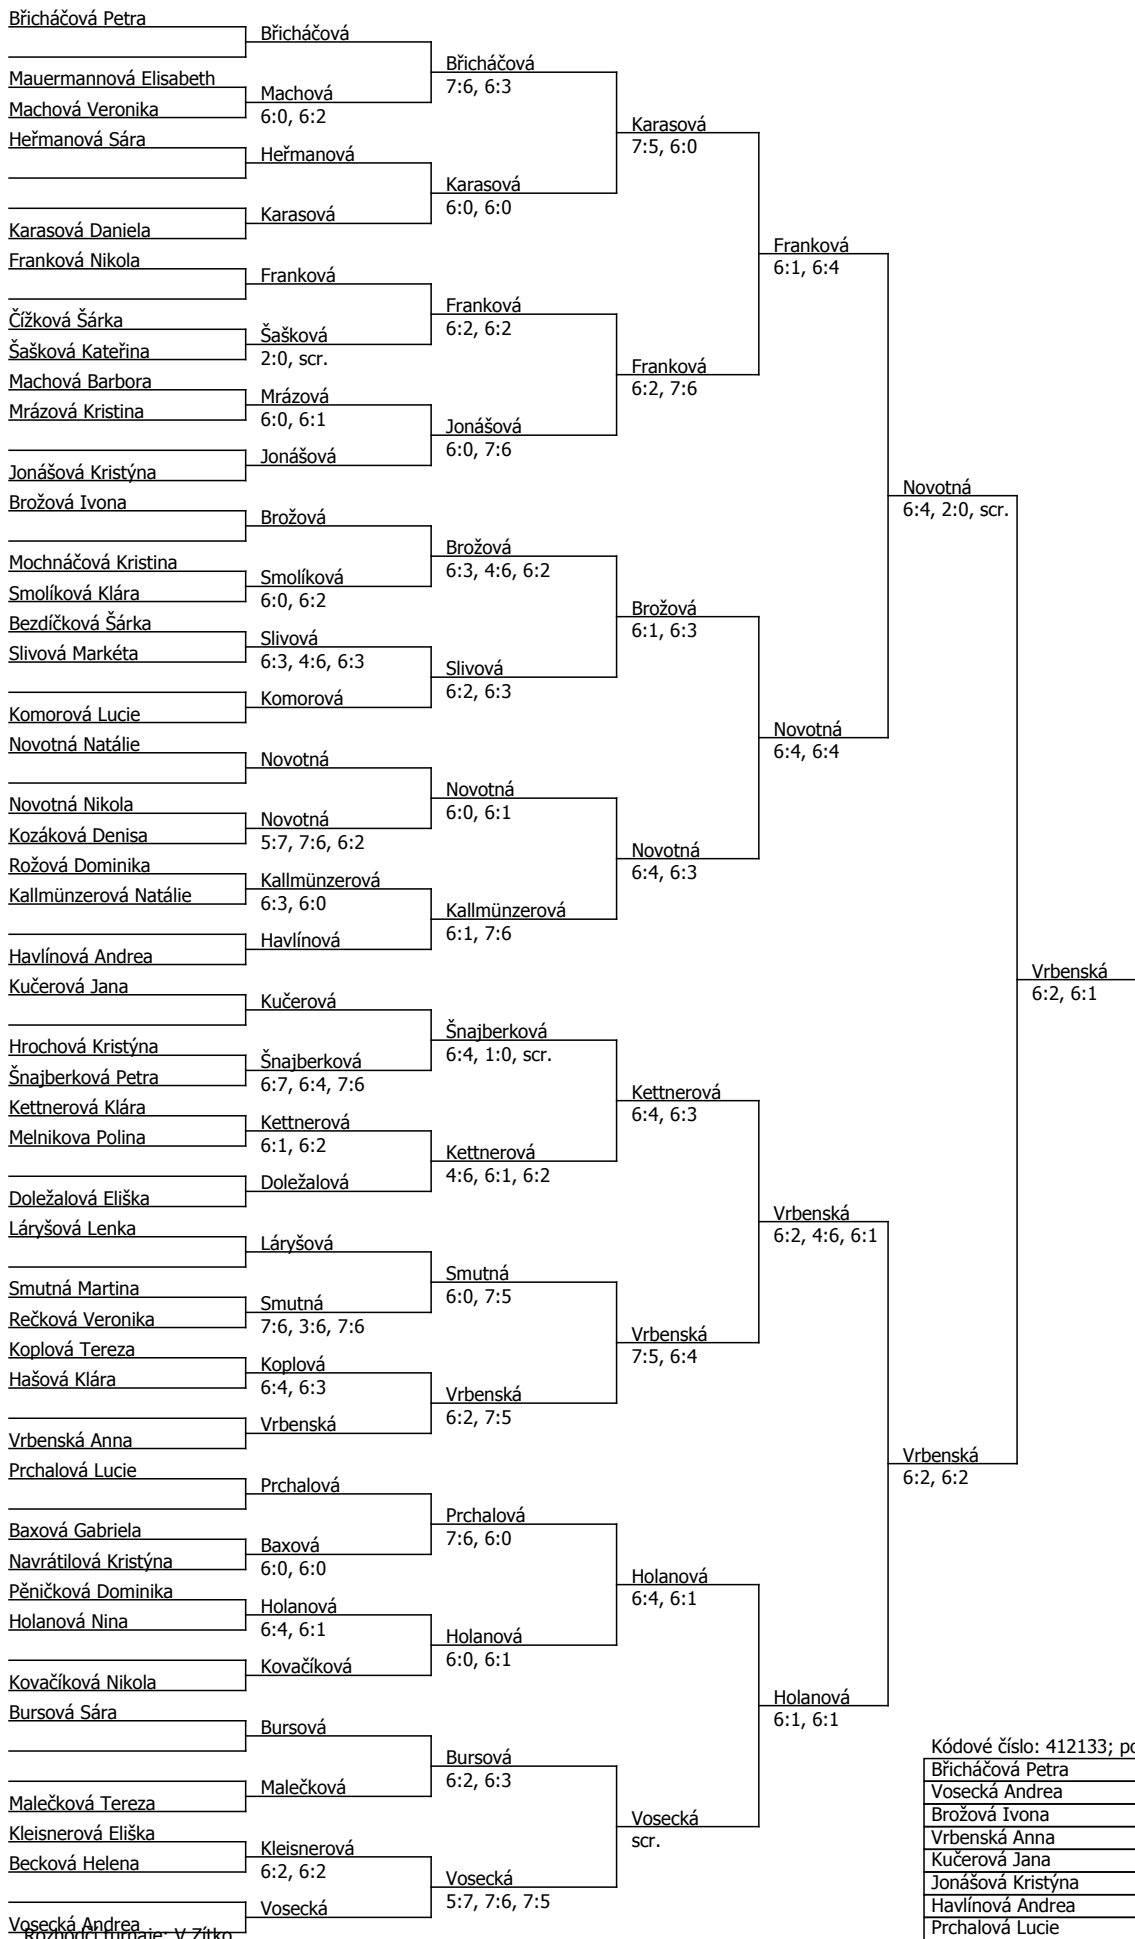 Břicháčová Petra
Mauermannová Elisabeth
Machová Veronika
Heřmanová Sára
Karasová Daniela
Franková Nikola
Čížková Šárka
Šašková Kateřina
Machová Barbora
Mrázová Kristina
Jonášová Kristýna
Brožová Ivona
Mochnáčová Kristina
Smolíková Klára
Bezdíčková Šárka
Slivová Markéta
Komorová Lucie
Novotná Natálie
Novotná Nikola
Kozáková Denisa
Rožová Dominika
Kallmünzerová Natálie
Havlínová Andrea
Kučerová Jana
Hrochová Kristýna
Šnajberková Petra
Kettnerová Klára
Melnikova Polina
Doležalová Eliška
Láryšová Lenka
Smutná Martina
Rečková Veronika
Koplová Tereza
Hašová Klára
Vrbenská Anna
Prchalová Lucie
Baxová Gabriela
Navrátilová Kristýna
Pěničková Dominika
Holanová Nina
Kovačíková Nikola
Bursová Sára
Malečková Tereza
Kleisnerová Eliška
Becková Helena
Vosecká Andrea
Rozhodčí turnaje: V.Zítko
Břicháčová
Machová
6:0, 6:2
Heřmanová
Karasová
Franková
Šašková
2:0, scr.
Mrázová
6:0, 6:1
Jonášová
Brožová
Smolíková
6:0, 6:2
Slivová
6:3, 4:6, 6:3
Komorová
Novotná
Novotná
5:7, 7:6, 6:2
Kallmünzerová
6:3, 6:0
Havlínová
Kučerová
Šnajberková
6:7, 6:4, 7:6
Kettnerová
6:1, 6:2
Doležalová
Láryšová
Smutná
7:6, 3:6, 7:6
Koplová
6:4, 6:3
Vrbenská
Prchalová
Baxová
6:0, 6:0
Holanová
6:4, 6:1
Kovačíková
Bursová
Malečková
Kleisnerová
6:2, 6:2
Vosecká
Břicháčová
7:6, 6:3
Karasová
6:0, 6:0
Franková
6:2, 6:2
Jonášová
6:0, 7:6
Brožová
6:3, 4:6, 6:2
Slivová
6:2, 6:3
Novotná
6:0, 6:1
Kallmünzerová
6:1, 7:6
Šnajberková
6:4, 1:0, scr.
Kettnerová
4:6, 6:1, 6:2
Smutná
6:0, 7:5
Vrbenská
6:2, 7:5
Prchalová
7:6, 6:0
Holanová
6:0, 6:1
Bursová
6:2, 6:3
Vosecká
5:7, 7:6, 7:5
Karasová
7:5, 6:0
Franková
6:2, 7:6
Brožová
6:1, 6:3
Novotná
6:4, 6:3
Kettnerová
6:4, 6:3
Vrbenská
7:5, 6:4
Holanová
6:4, 6:1
Vosecká
scr.
Franková
6:1, 6:4
Novotná
6:4, 6:4
Vrbenská
6:2, 4:6, 6:1
Holanová
6:1, 6:1
Novotná
6:4, 2:0, scr.
Vrbenská
6:2, 6:2
Vrbenská
6:2, 6:1
Kódové číslo: 412133; po
Břicháčová Petra
Vosecká Andrea
Brožová Ivona
Vrbenská Anna
Kučerová Jana
Jonášová Kristýna
Havlínová Andrea
Prchalová Lucie